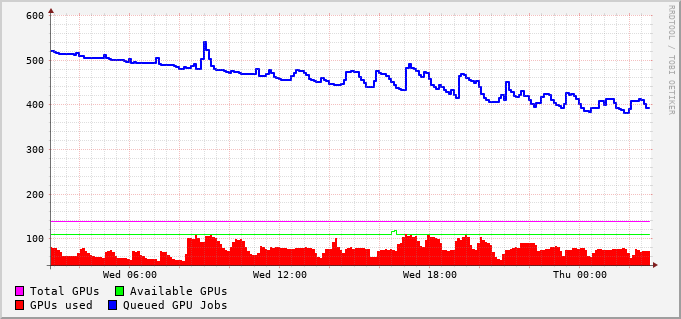 600
500
400
300
200
100
Wed 06:00 Wed 12:00 Wed 18:00 Thu 00:00
Total GPUs Available GPUs
GPUs used Queued GPU Jobs
RRDTOOL / TOBI OETIKER